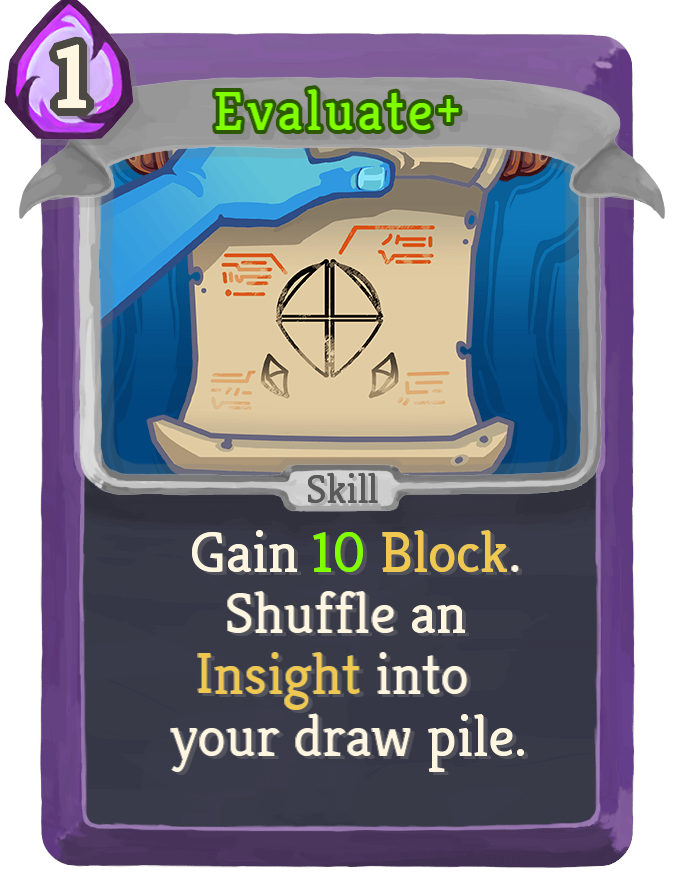 1
Evaluate+
Skill
Gain 10 Block.
Shuffle an
Insight into
your draw pile.